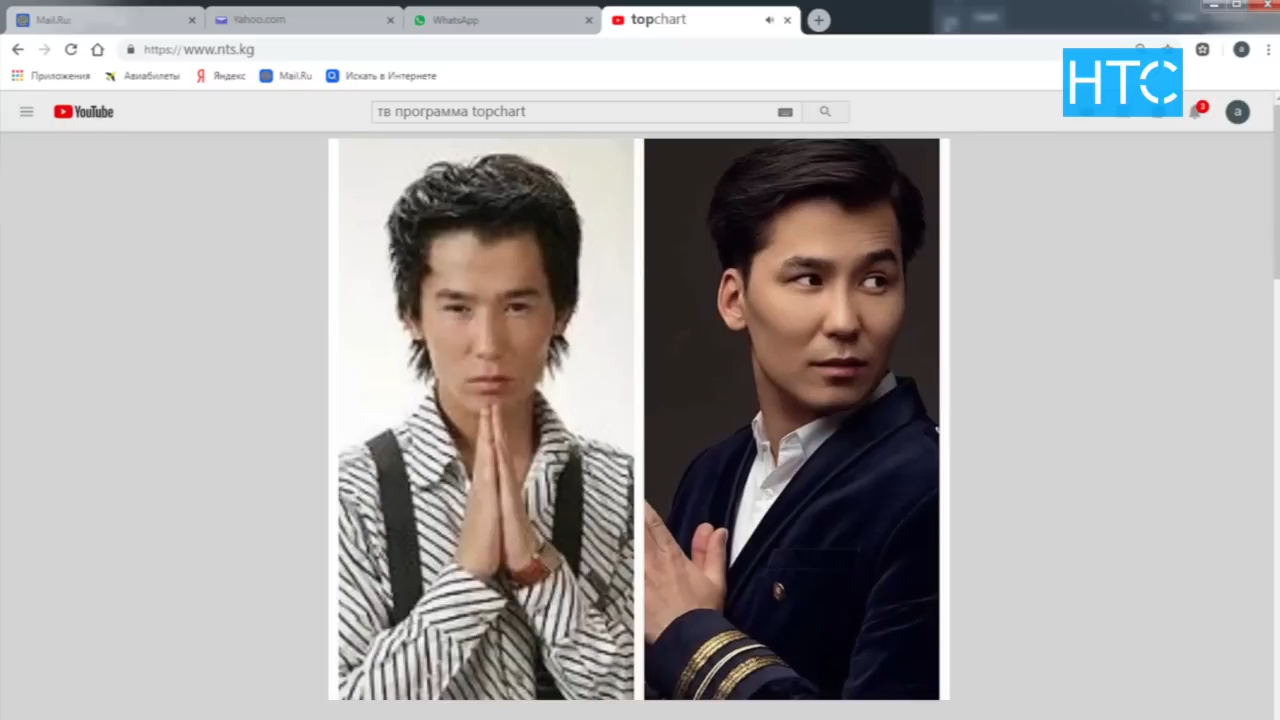 Mail.Ru:
Yahoo.com
WhatsApp
topchart
https://www.nts.kg
Приложения
Авиабилеты
Яндекс
Mail.Ru
Искать в Интернете
НТС
YouTube
тв программа topchart
3
a
a